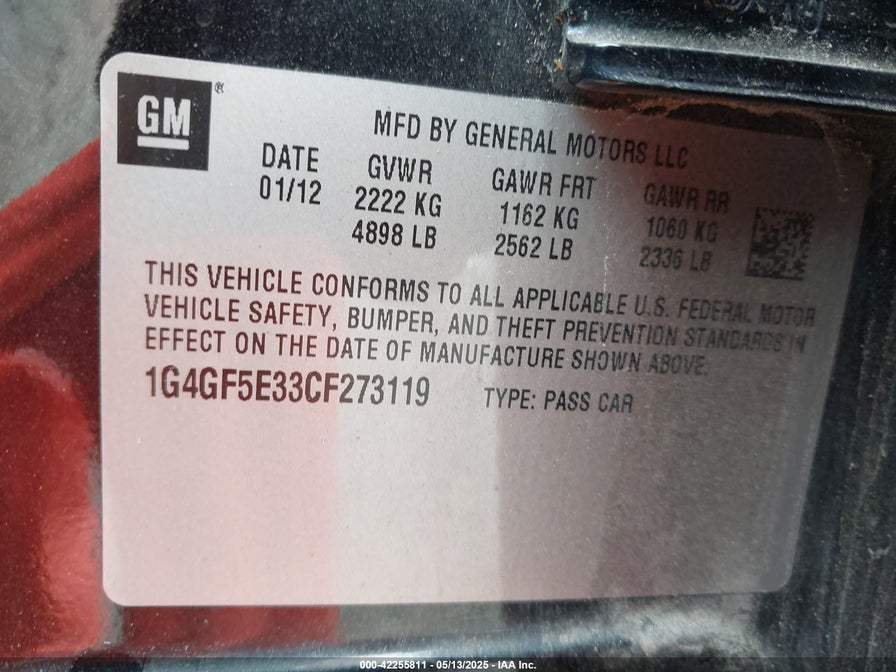 GM®
MFD BY GENERAL MOTORS LLC
DATE GVWR GAWR FRT GAWR RR
01/12 2222 KG 1162 KG 1060 KG
4898 LB 2562 LB 2336 LB
THIS VEHICLE CONFORMS TO ALL APPLICABLE U.S. FEDERAL MOTOR
VEHICLE SAFETY, BUMPER, AND THEFT PREVENTION STANDARDS IN
EFFECT ON THE DATE OF MANUFACTURE SHOWN ABOVE.
1G4GF5E33CF273119 TYPE: PASS CAR
000-42255811 - 05/13/2025 - IAA Inc.